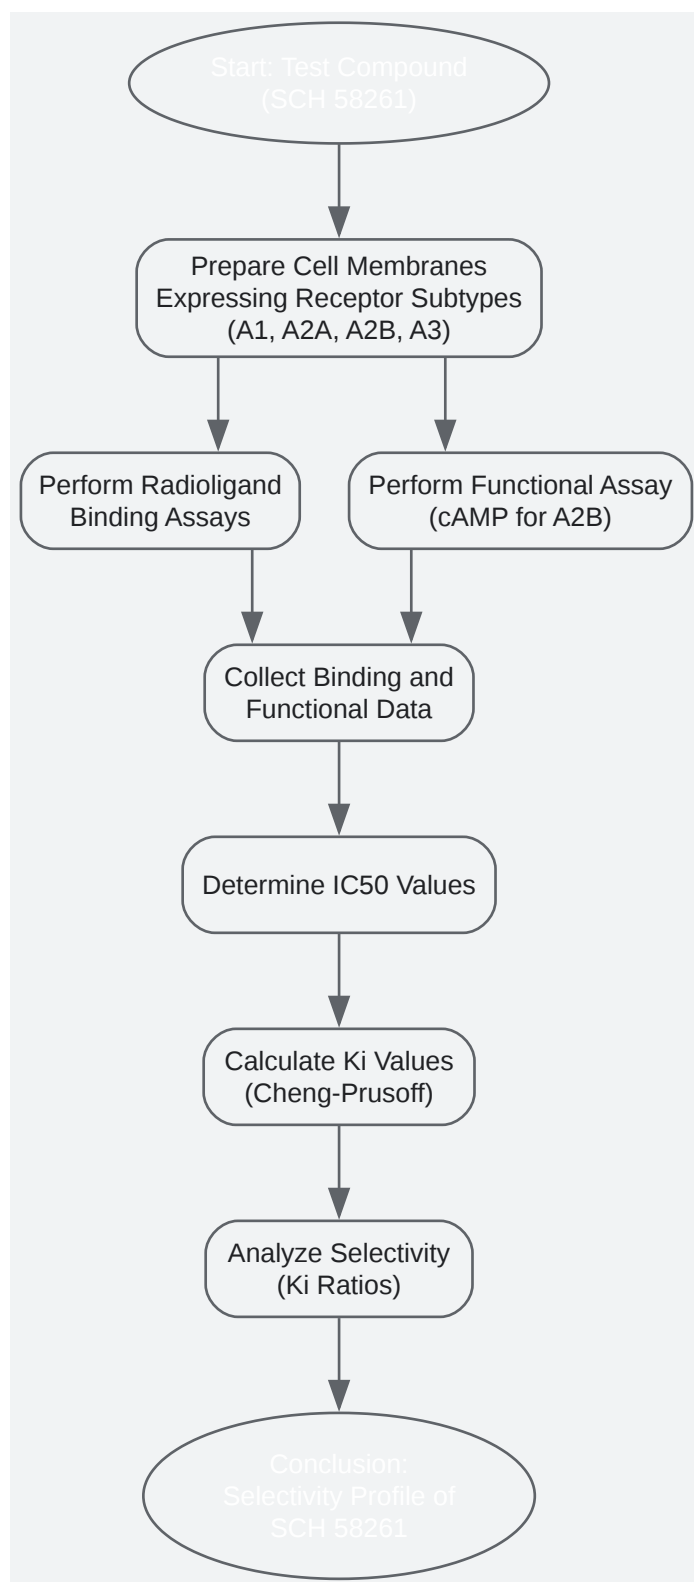 Start: Test Compound
(SCH 58261)
Prepare Cell Membranes
Expressing Receptor Subtypes
(A1, A2A, A2B, A3)
Perform Radioligand
Binding Assays
Perform Functional Assay
(cAMP for A2B)
Collect Binding and
Functional Data
Determine IC50 Values
Calculate Ki Values
(Cheng-Prusoff)
Analyze Selectivity
(Ki Ratios)
Conclusion:
Selectivity Profile of
SCH 58261